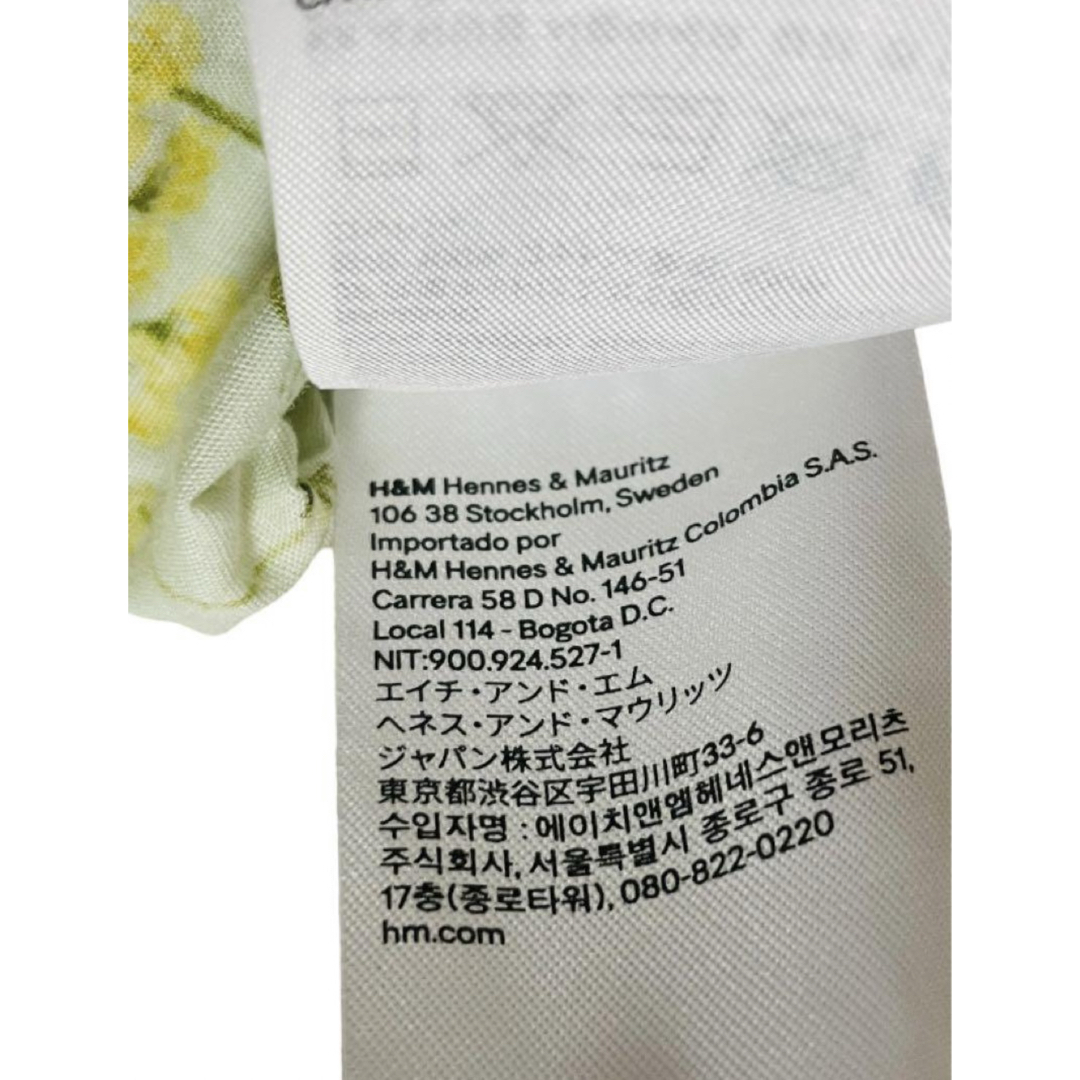 H&M Hennes & Mauritz
106 38 Stockholm, Sweden
Importado por
H&M Hennes & Mauritz Colombia S.A.S.
Carrera 58 D No. 146-51
Local 114 - Bogota D.C.
NIT:900.924.527-1
エイチ・アンド・エム
ヘネス・アンド・マウリッツ
ジャパン株式会社
東京都渋谷区宇田川町33-6
수입자명 : 에이치앤엠헤네스앤모리츠
주식회사, 서울특별시 종로구 종로 51,
17층(종로타워), 080-822-0220
hm.com